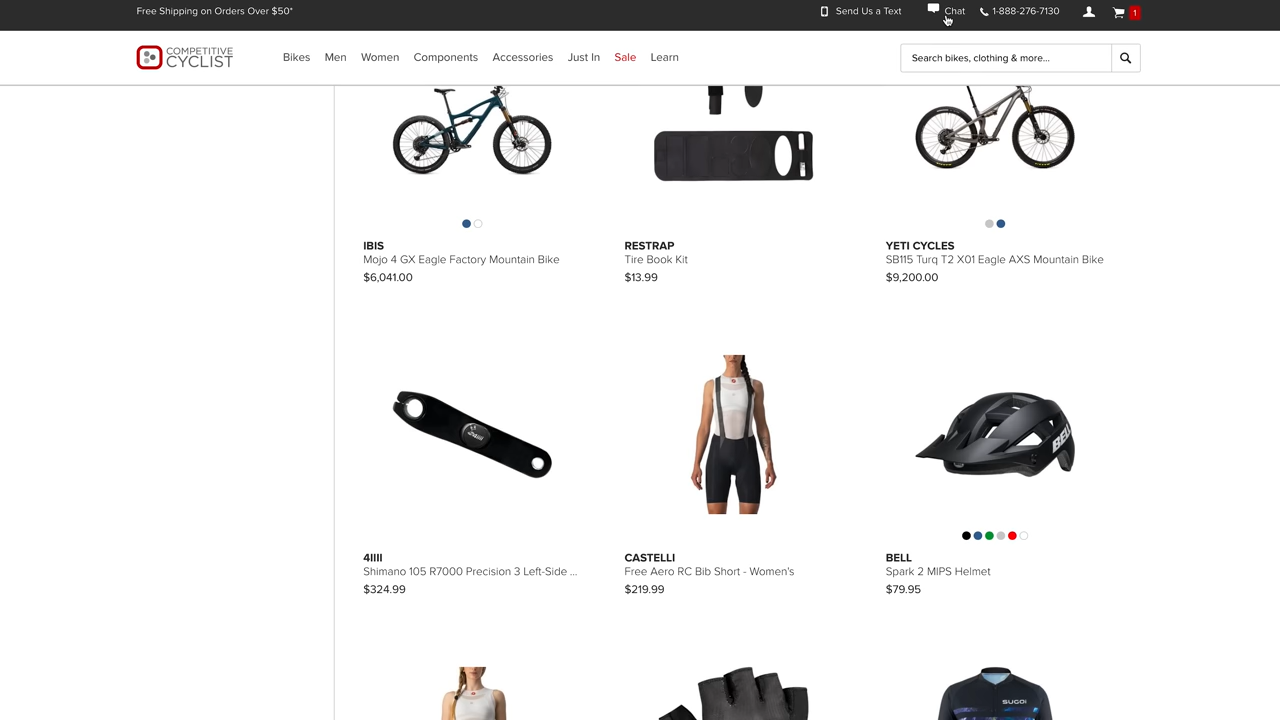 Free Shipping on Orders Over $50*
Send Us a Text
Chat
1-888-276-7130
1
COMPETITIVE
CYCLIST
Bikes
Men
Women
Components
Accessories
Just In
Sale
Learn
Search bikes, clothing & more...
IBIS
Mojo 4 GX Eagle Factory Mountain Bike
$6,041.00
RESTRAP
Tire Book Kit
$13.99
YETI CYCLES
SB115 Turq T2 X01 Eagle AXS Mountain Bike
$9,200.00
4IIII
BELL
4IIII
Shimano 105 R7000 Precision 3 Left-Side ...
$324.99
CASTELLI
Free Aero RC Bib Short - Women's
$219.99
BELL
Spark 2 MIPS Helmet
$79.95
SUGOI